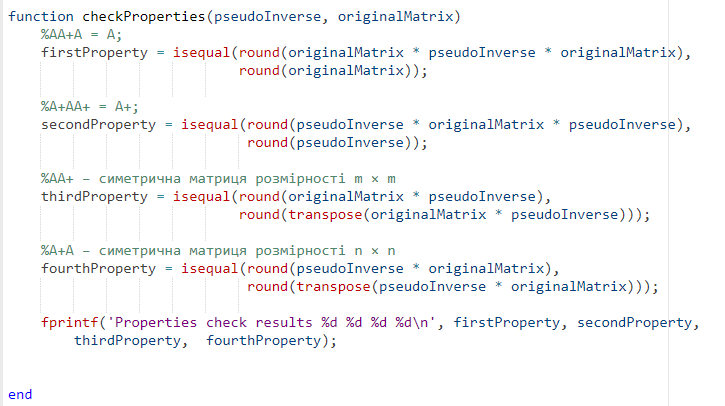 function checkProperties(pseudoInverse, originalMatrix)
%AA+A = A;
firstProperty = isequal(round(originalMatrix * pseudoInverse * originalMatrix),
round(originalMatrix));
%A+AA+ = A+;
secondProperty = isequal(round(pseudoInverse * originalMatrix * pseudoInverse),
round(pseudoInverse));
%AA+ – симетрична матриця розмірності m × m
thirdProperty = isequal(round(originalMatrix * pseudoInverse),
round(transpose(originalMatrix * pseudoInverse)));
%A+A – симетрична матриця розмірності n × n
fourthProperty = isequal(round(pseudoInverse * originalMatrix),
round(transpose(pseudoInverse * originalMatrix)));
fprintf('Properties check results %d %d %d %d\n', firstProperty, secondProperty,
thirdProperty,  fourthProperty);
end